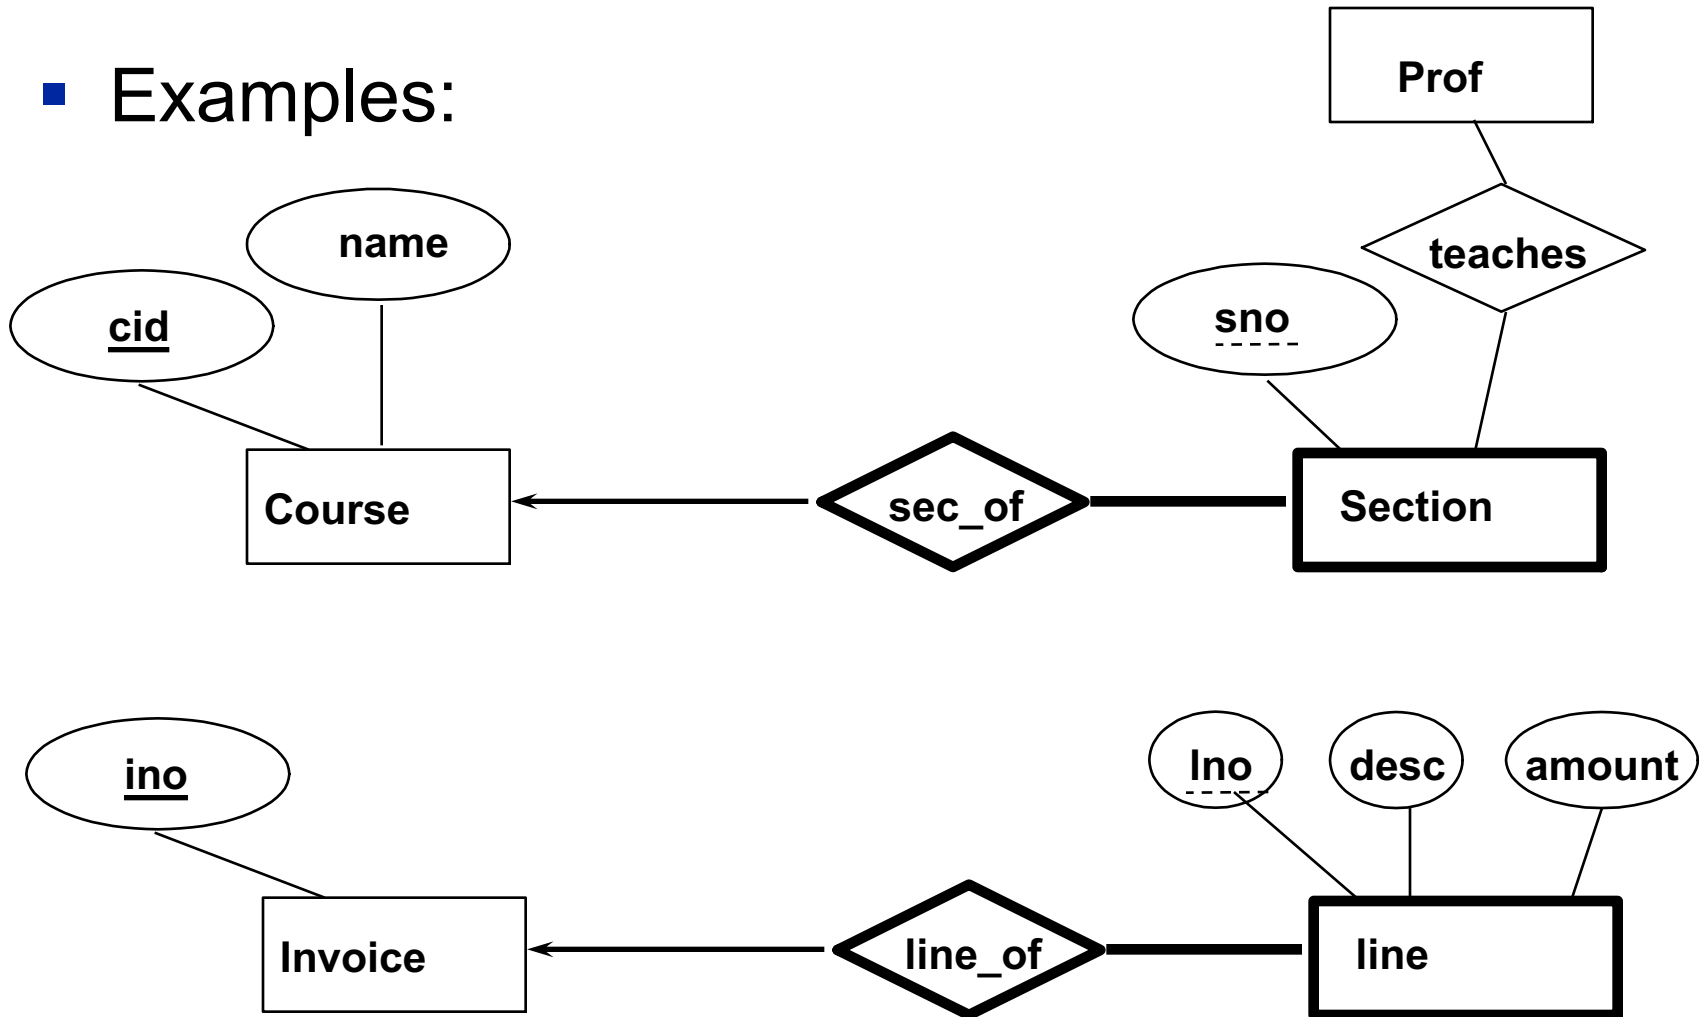 Examples:
Prof
name
teaches
cid
sno
Course
sec_of
Section
ino
lno
desc
amount
Invoice
line_of
line